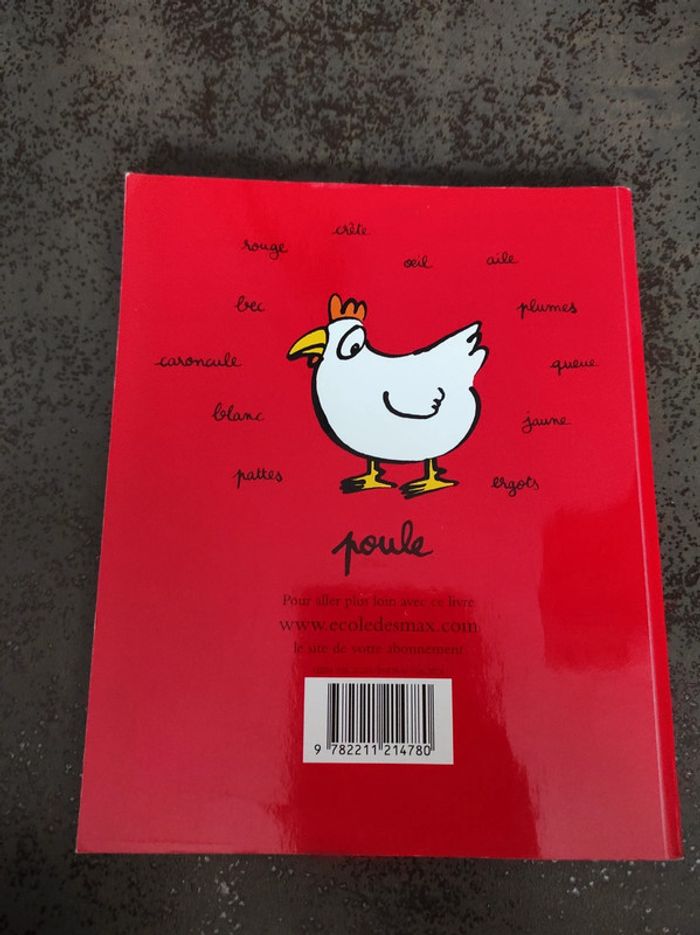 crête
rouge
œil
aile
bec
plumes
caroncule
queue
blanc
jaune
pattes
ergots
poule
Pour aller plus loin avec ce livre
www.ecoledesmax.com
le site de votre abonnement
9 782211 214780